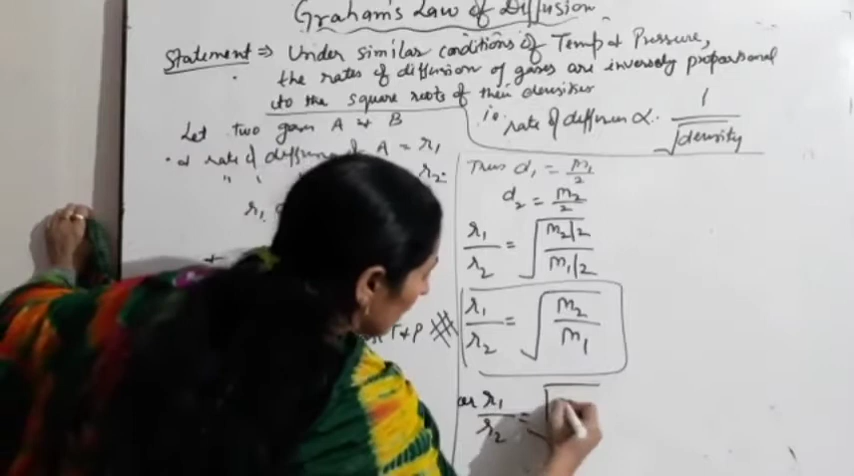 Graham's Law of Diffusion
Statement ⇒ Under similar conditions of Temp & Pressure,
the rates of diffusion of gases are inversely proportional
to the square roots of their densities
i.e. rate of diffusion ∝ 1/√density
Let two gases A & B
& rate of diffusion of A = r₁
" " r₂
r₁
T & P
Thus d₁ = m₁/2
d₂ = m₂/2
r₁/r₂ = √(m₂/2 / m₁/2)
r₁/r₂ = √(m₂/m₁)
or r₁/r₂ = √